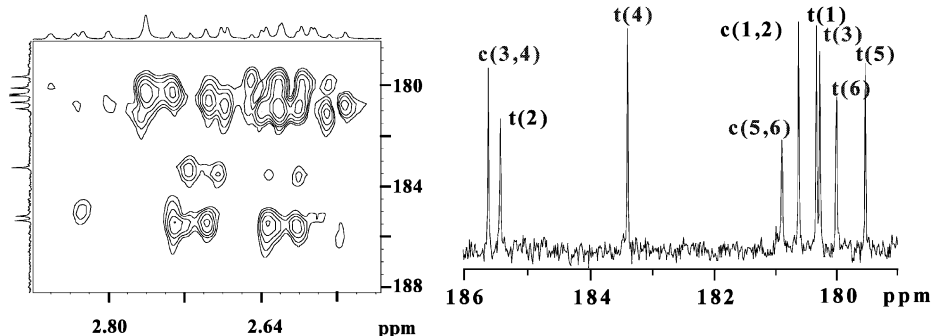 180
184
188
2.80
2.64
ppm
c(3,4)
t(2)
t(4)
c(5,6)
c(1,2)
t(1)
t(3)
t(6)
t(5)
186
184
182
180
ppm